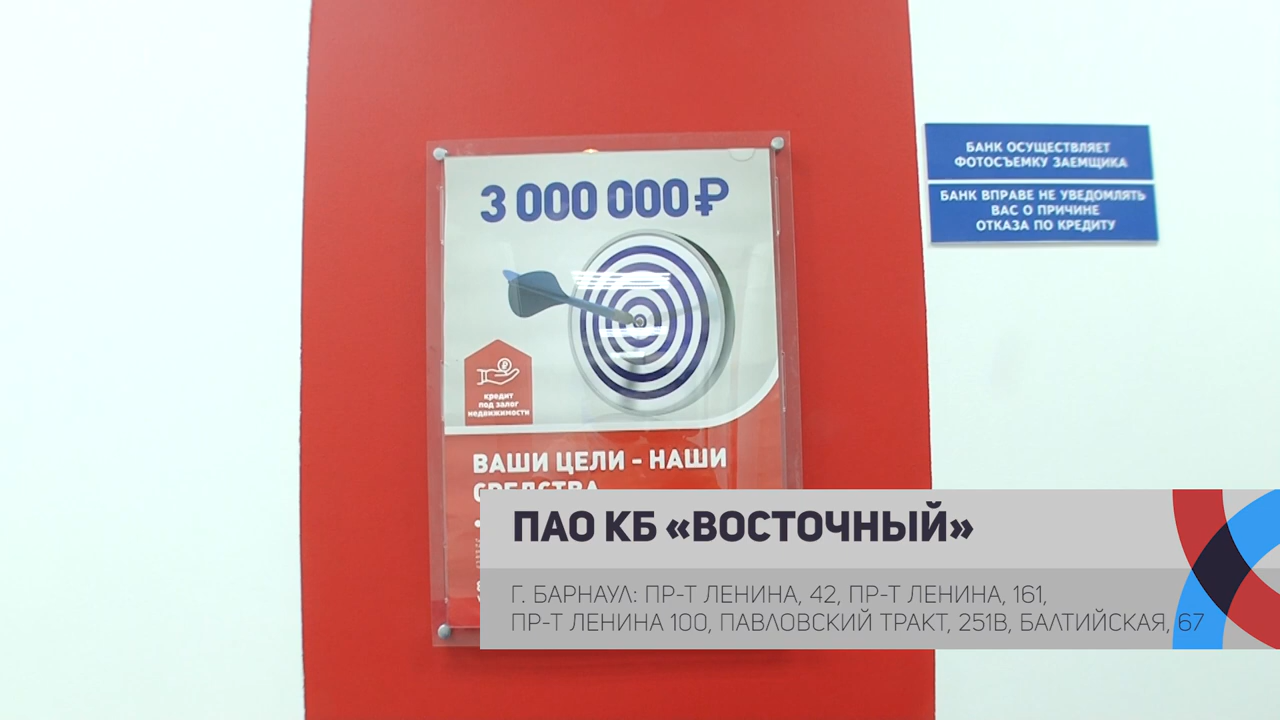 3 000 000 ₽
кредит
под залог
недвижимости
ВАШИ ЦЕЛИ - НАШИ
СРЕДСТВА
БАНК ОСУЩЕСТВЛЯЕТ
ФОТОСЪЕМКУ ЗАЕМЩИКА
БАНК ВПРАВЕ НЕ УВЕДОМЛЯТЬ
ВАС О ПРИЧИНЕ
ОТКАЗА ПО КРЕДИТУ
ПАО КБ «ВОСТОЧНЫЙ»
Г. БАРНАУЛ: ПР-Т ЛЕНИНА, 42, ПР-Т ЛЕНИНА, 161,
ПР-Т ЛЕНИНА 100, ПАВЛОВСКИЙ ТРАКТ, 251В, БАЛТИЙСКАЯ, 67